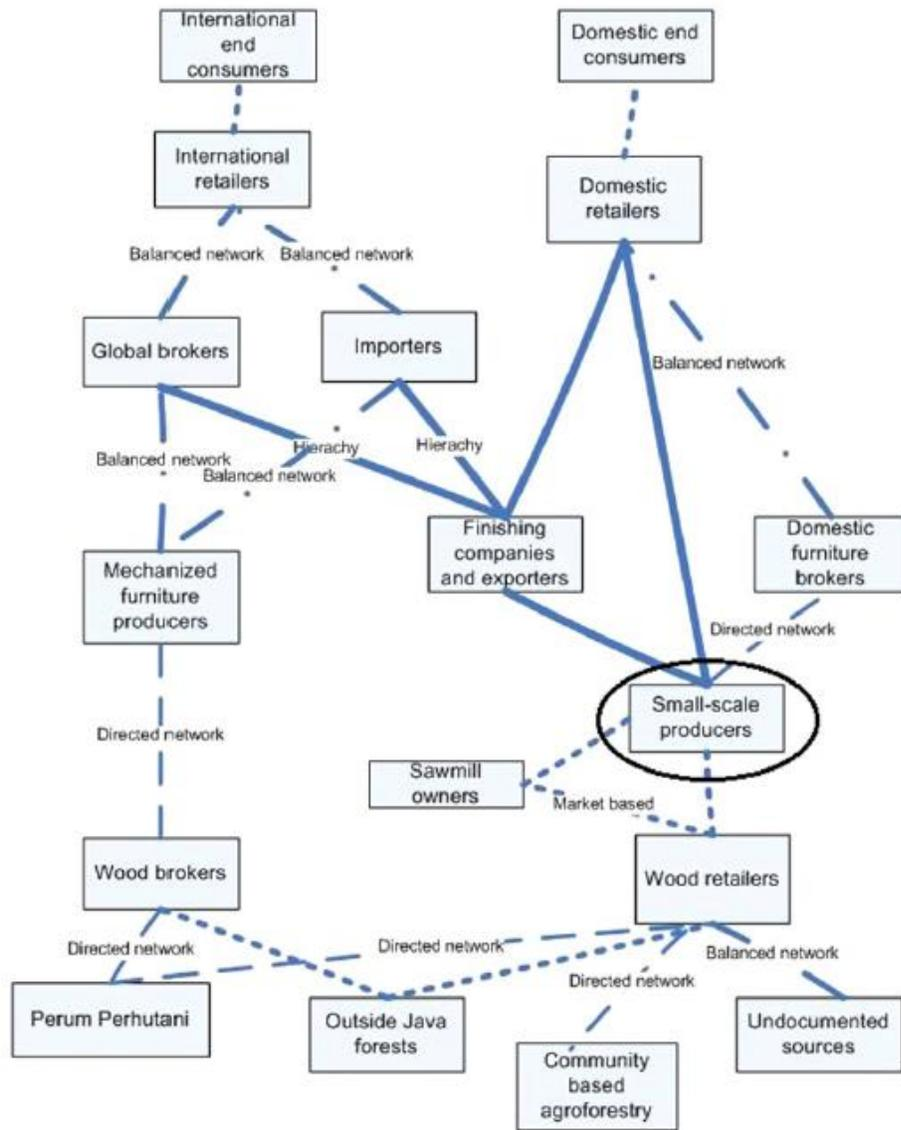 International
end
consumers
Domestic end
consumers
International
retailers
Domestic
retailers
Balanced network
Balanced network
Global brokers
Importers
Balanced network
Hierachy
Hierachy
Balanced network
Balanced network
Finishing
companies
and exporters
Domestic
furniture
brokers
Mechanized
furniture
producers
Directed network
Small-scale
producers
Directed network
Sawmill
owners
Market based
Wood brokers
Wood retailers
Directed network
Directed network
Balanced network
Directed network
Perum Perhutani
Outside Java
forests
Undocumented
sources
Community
based
agroforestry